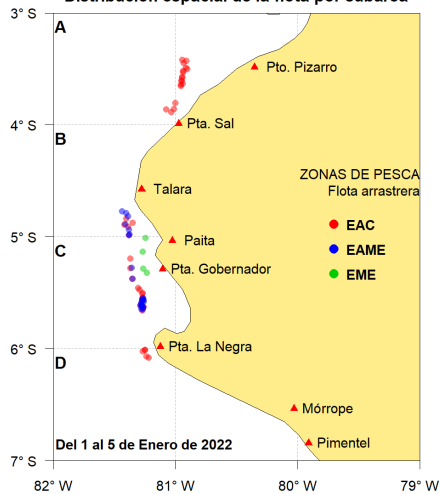 Distribución espacial de la flota por subárea
3° S
A
Pto. Pizarro
4° S
Pta. Sal
B
ZONAS DE PESCA
Flota arrastrera
Talara
EAC
5° S
Paita
EAME
C
Pta. Gobernador
EME
6° S
Pta. La Negra
D
Mórrope
Del 1 al 5 de Enero de 2022
Pimentel
7° S
82° W 81° W 80° W 79° W